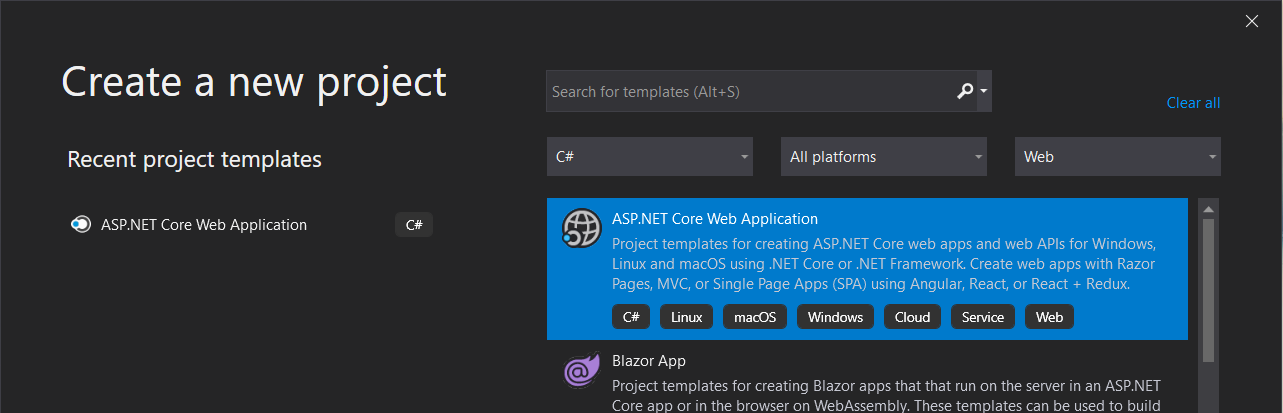 Create a new project
Search for templates (Alt+S)
Clear all
Recent project templates
C#
All platforms
Web
ASP.NET Core Web Application
C#
ASP.NET Core Web Application
Project templates for creating ASP.NET Core web apps and web APIs for Windows,
Linux and macOS using .NET Core or .NET Framework. Create web apps with Razor
Pages, MVC, or Single Page Apps (SPA) using Angular, React, or React + Redux.
C# Linux macOS Windows Cloud Service Web
Blazor App
Project templates for creating Blazor apps that that run on the server in an ASP.NET
Core app or in the browser on WebAssembly. These templates can be used to build